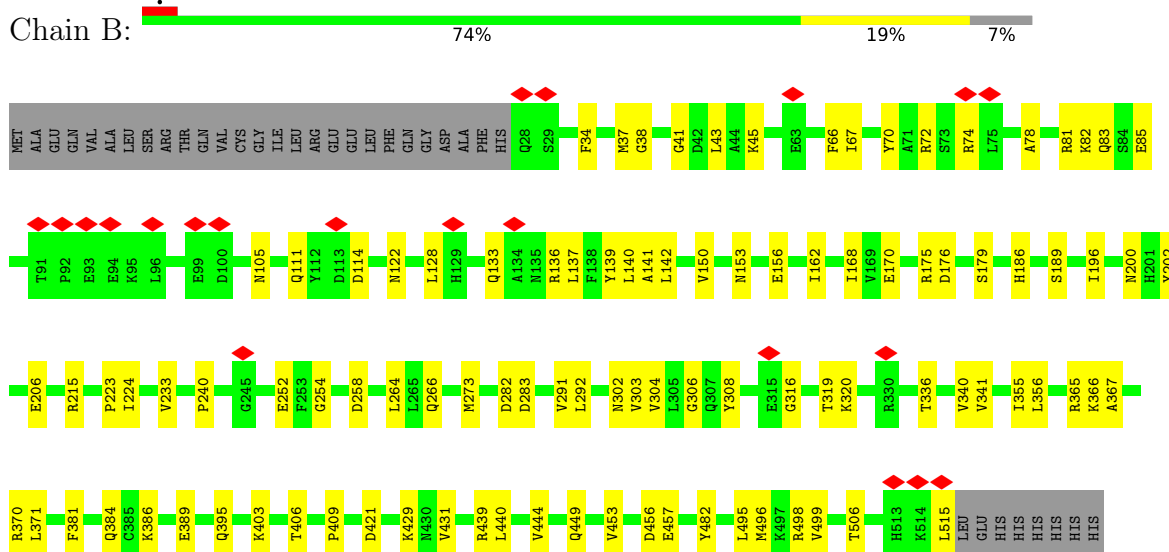 Chain B:
74% 19% 7%
MET ALA GLU GLN GLN VAL ALA LEU SER ARG THR GLN VAL CYS GLY ILE LEU ARG GLU GLU LEU PHE GLN GLY ASP ALA PHE HIS Q28 S29 F34 M37 G38 G41 D42 L43 A44 K45 E63 F66 I67 Y70 A71 R72 S73 R74 L75 A78 R81 K82 Q83 S84 E85
T91 P92 E93 E94 K95 L96 E99 D100 N105 Q111 Y112 D113 D114 N122 L128 H129 Q133 A134 N135 R136 L137 F138 Y139 L140 A141 L142 V150 N153 E156 I162 I168 V169 E170 R175 D176 S179 H186 S189 I196 N200 H201 Y202
E206 R215 P223 I224 V233 P240 G245 E252 F253 G254 D258 L264 L265 Q266 M273 D282 D283 V291 L292 N302 V303 V304 L305 G306 Q307 Y308 E315 G316 T319 K320 R330 T336 V340 V341 I355 L356 R365 K366 A367
R370 L371 F381 Q384 C385 K386 E389 Q395 K403 T406 P409 D421 K429 N430 V431 R439 L440 V444 Q449 V453 D456 E457 Y482 L495 M496 K497 R498 V499 T506 H513 K514 L515 LEU GLU HIS HIS HIS HIS HIS HIS